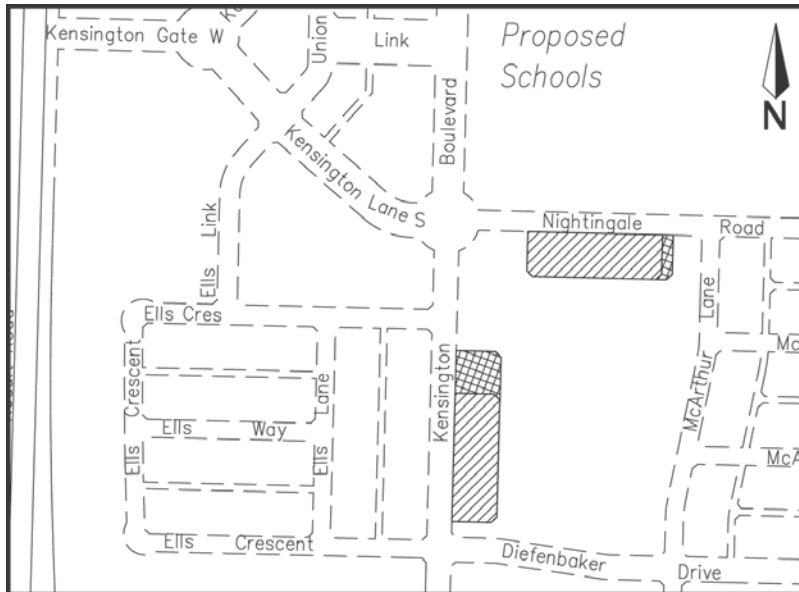 Kensington Gate W
Union
Link
Proposed
Schools
N
Boulevard
Kensington Lane S
Nightingale
Road
Ells
Link
Ells Cres
Crescent
Ells
Lane
Ells
Ells Way
Kensington
Lane
McArthur
Ells Crescent
Diefenbaker
Drive